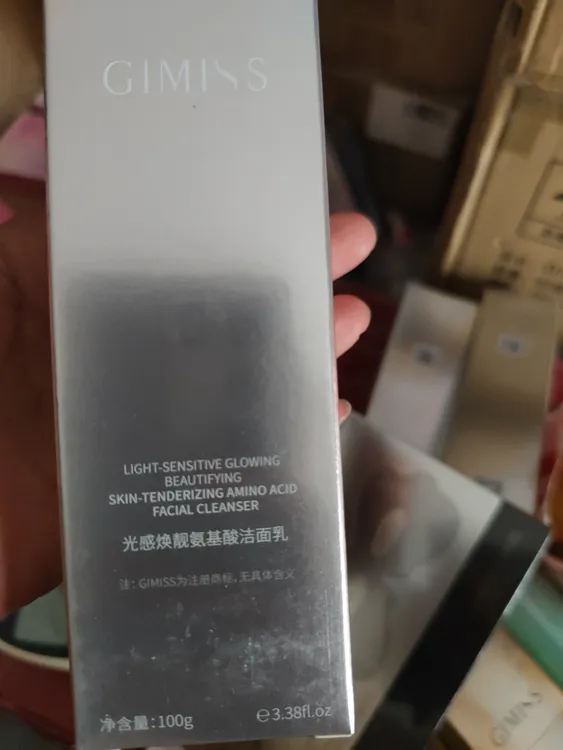 GIMISS
LIGHT-SENSITIVE GLOWING
BEAUTIFYING
SKIN-TENDERIZING AMINO ACID
FACIAL CLEANSER
光感焕靓氨基酸洁面乳
注：GIMISS为注册商标，无具体含义
净含量：100g
℮3.38fl.oz
GIMISS